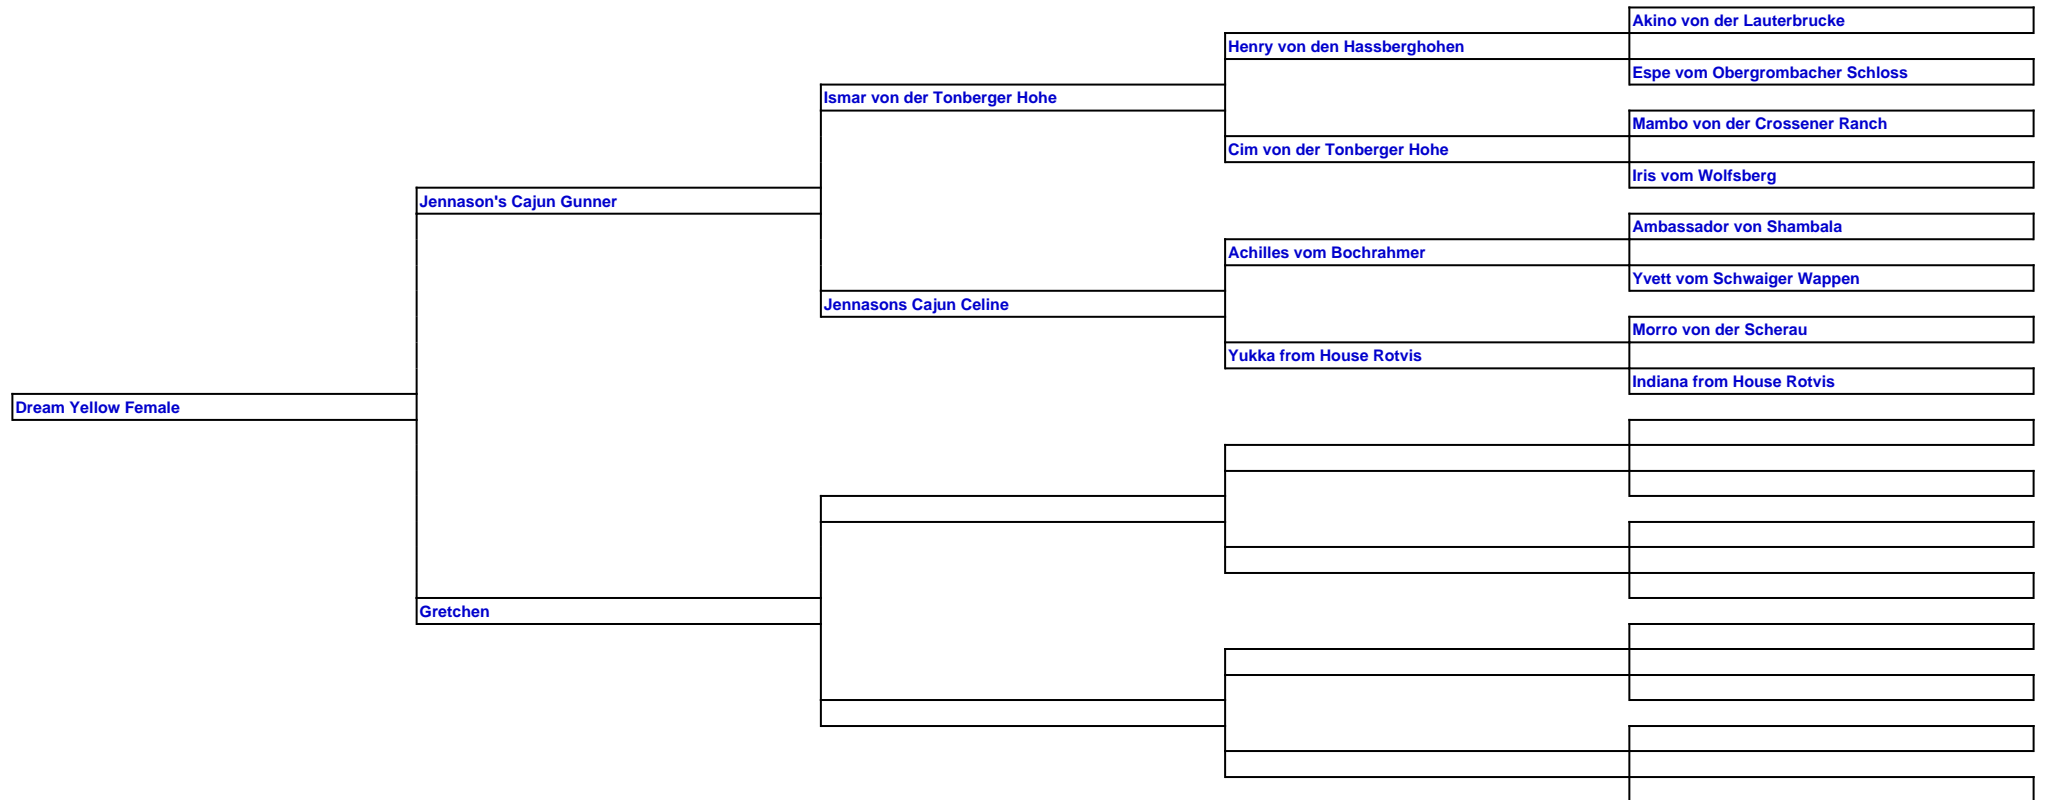 Akino von der Lauterbrucke
Henry von den Hassberghohen
Espe vom Obergrombacher Schloss
Ismar von der Tonberger Hohe
Mambo von der Crossener Ranch
Cim von der Tonberger Hohe
Iris vom Wolfsberg
Jennason's Cajun Gunner
Ambassador von Shambala
Achilles vom Bochrahmer
Yvett vom Schwaiger Wappen
Jennasons Cajun Celine
Morro von der Scherau
Yukka from House Rotvis
Indiana from House Rotvis
Dream Yellow Female
Gretchen